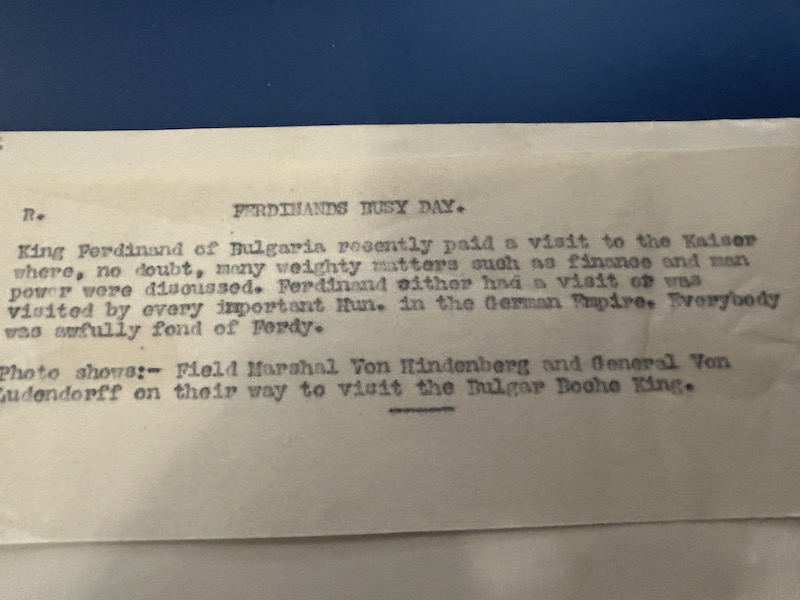 R. FERDINANDS BUSY DAY.
King Ferdinand of Bulgaria recently paid a visit to the Kaiser
where, no doubt, many weighty matters such as finance and man
power were discussed. Ferdinand either had a visit or was
visited by every important Hun. in the German Empire. Everybody
was awfully fond of Ferdy.
Photo shows:- Field Marshal Von Hindenberg and General Von
Ludendorff on their way to visit the Bulgar Boche King.